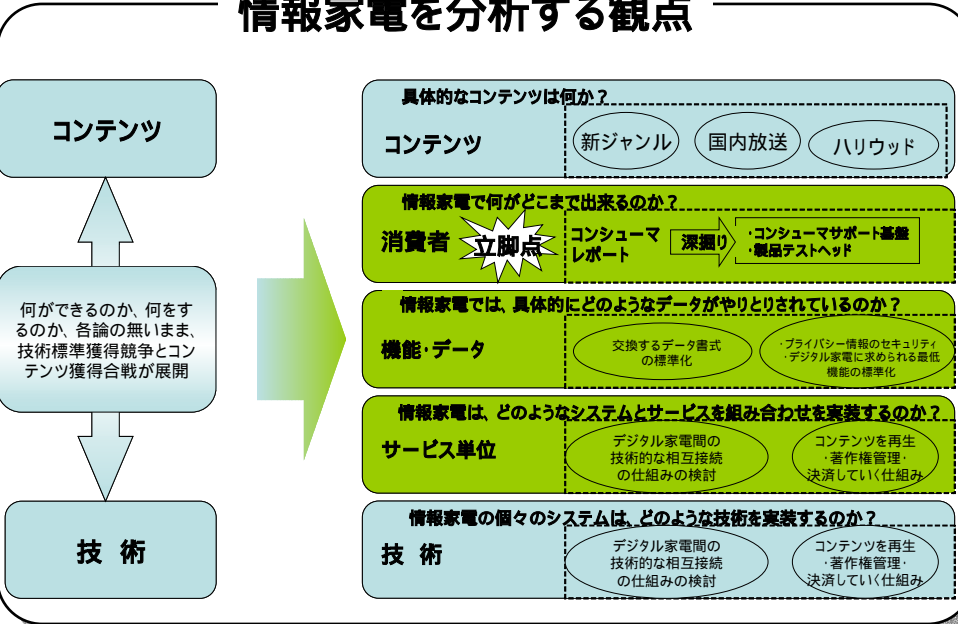 情報家電を分析する観点
コンテンツ
何ができるのか、何をす
るのか、各論の無いまま、
技術標準獲得競争とコン
テンツ獲得合戦が展開
技 術
具体的なコンテンツは何か？
コンテンツ
新ジャンル
国内放送
ハリウッド
情報家電で何がどこまで出来るのか？
消費者
立脚点
コンシューマ
レポート
深掘り
・コンシューマサポート基盤
・製品テストヘッド
情報家電では、具体的にどのようなデータがやりとりされているのか？
機能・データ
交換するデータ書式
の標準化
・プライバシー情報のセキュリティ
・デジタル家電に求められる最低
機能の標準化
情報家電は、どのようなシステムとサービスを組み合わせを実装するのか？
サービス単位
デジタル家電間の
技術的な相互接続
の仕組みの検討
コンテンツを再生
・著作権管理・
決済していく仕組み
情報家電の個々のシステムは、どのような技術を実装するのか？
技 術
デジタル家電間の
技術的な相互接続
の仕組みの検討
コンテンツを再生
・著作権管理・
決済していく仕組み